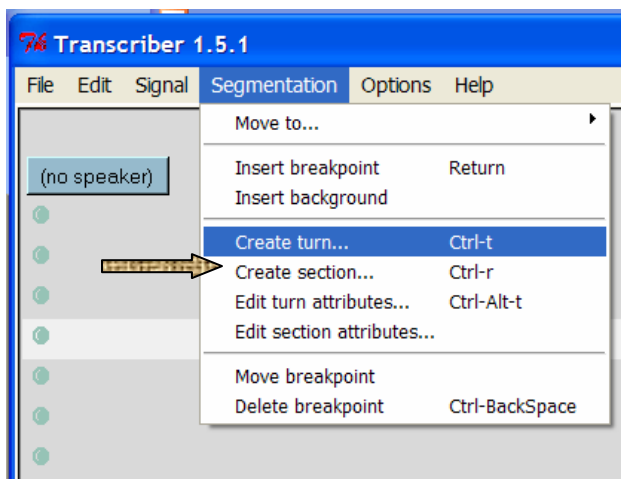 Transcriber 1.5.1
File Edit Signal Segmentation Options Help
Move to...
(no speaker)
Insert breakpoint Return
Insert background
Create turn... Ctrl-t
Create section... Ctrl-r
Edit turn attributes... Ctrl-Alt-t
Edit section attributes...
Move breakpoint
Delete breakpoint Ctrl-BackSpace